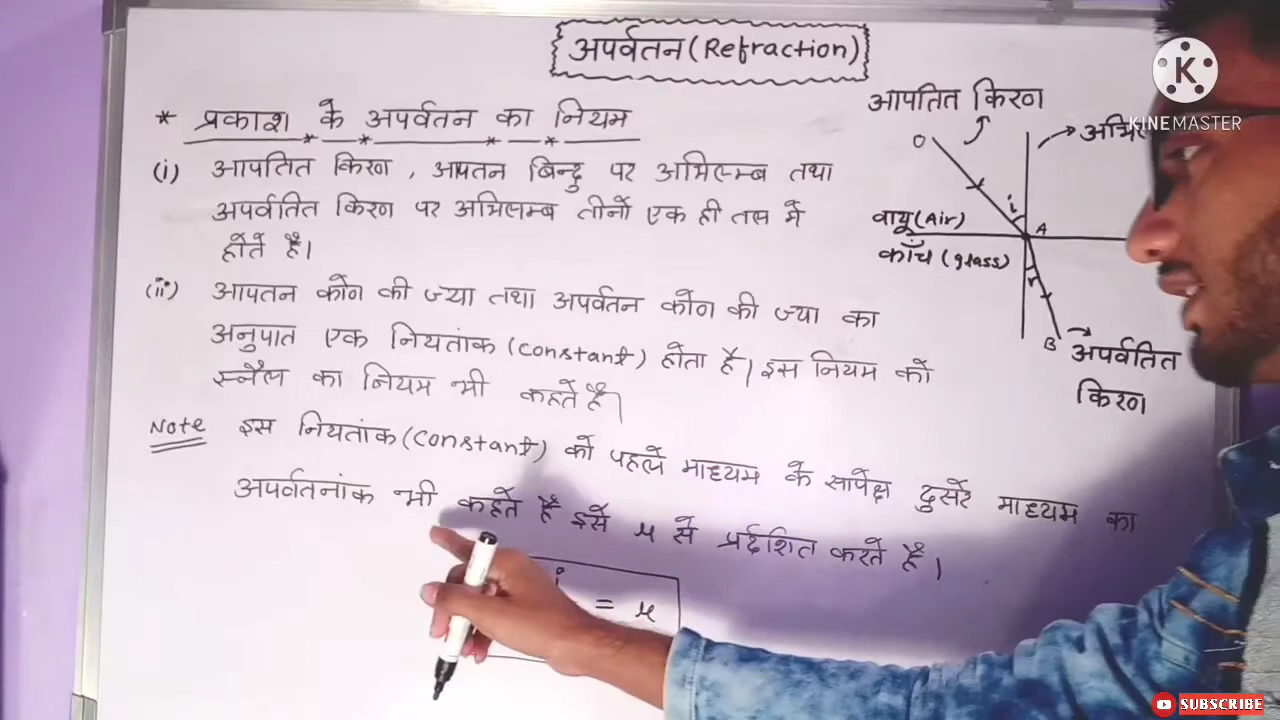 अपर्वतन (Refraction)
* प्रकाश के अपर्वतन का नियम
(i) आपतित किरण, आपतन बिन्दु पर अभिलम्ब तथा
अपर्वतित किरण पर अभिलम्ब तीनों एक ही तल में
होते है।
(ii) आपतन कोण की ज्या तथा अपर्वतन कोण की ज्या का
अनुपात एक नियतांक (constant) होता है। इस नियम को
स्नैल का नियम भी कहते है।
Note इस नियतांक (constant) को पहले माध्यम के सापेक्ष दुसरे माध्यम का
अपर्वतनांक भी कहते है इसे μ से प्रर्दशित करते है।
i
= μ
आपतित किरण
O
i
A
वायू (Air)
काँच (glass)
r
B
अपर्वतित
किरण
K
KINEMASTER
SUBSCRIBE